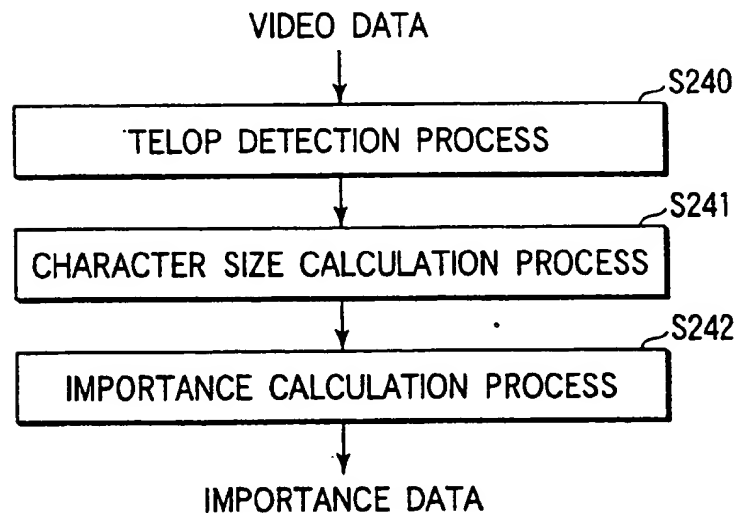 VIDEO DATA
S240
TELOP DETECTION PROCESS
S241
CHARACTER SIZE CALCULATION PROCESS
S242
IMPORTANCE CALCULATION PROCESS
IMPORTANCE DATA